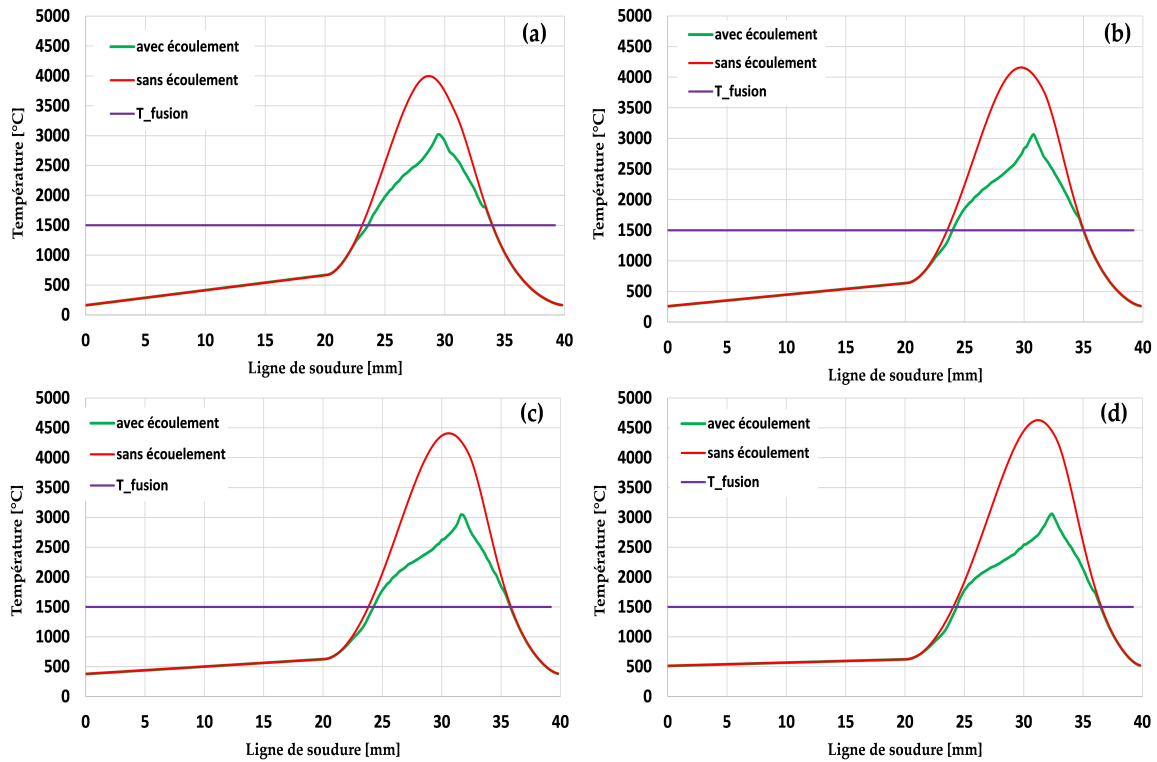 (a)
avec écoulement
sans écoulement
T_fusion
Température [°C]
5000
4500
4000
3500
3000
2500
2000
1500
1000
500
0
0 5 10 15 20 25 30 35 40
Ligne de soudure [mm]
(b)
avec écoulement
sans écoulement
T_fusion
Température [°C]
5000
4500
4000
3500
3000
2500
2000
1500
1000
500
0
0 5 10 15 20 25 30 35 40
Ligne de soudure [mm]
(c)
avec écoulement
sans écouelement
T_fusion
Température [°C]
5000
4500
4000
3500
3000
2500
2000
1500
1000
500
0
0 5 10 15 20 25 30 35 40
Ligne de soudure [mm]
(d)
avec écoulement
sans écoulement
T_fusion
Température [°C]
5000
4500
4000
3500
3000
2500
2000
1500
1000
500
0
0 5 10 15 20 25 30 35 40
Ligne de soudure [mm]